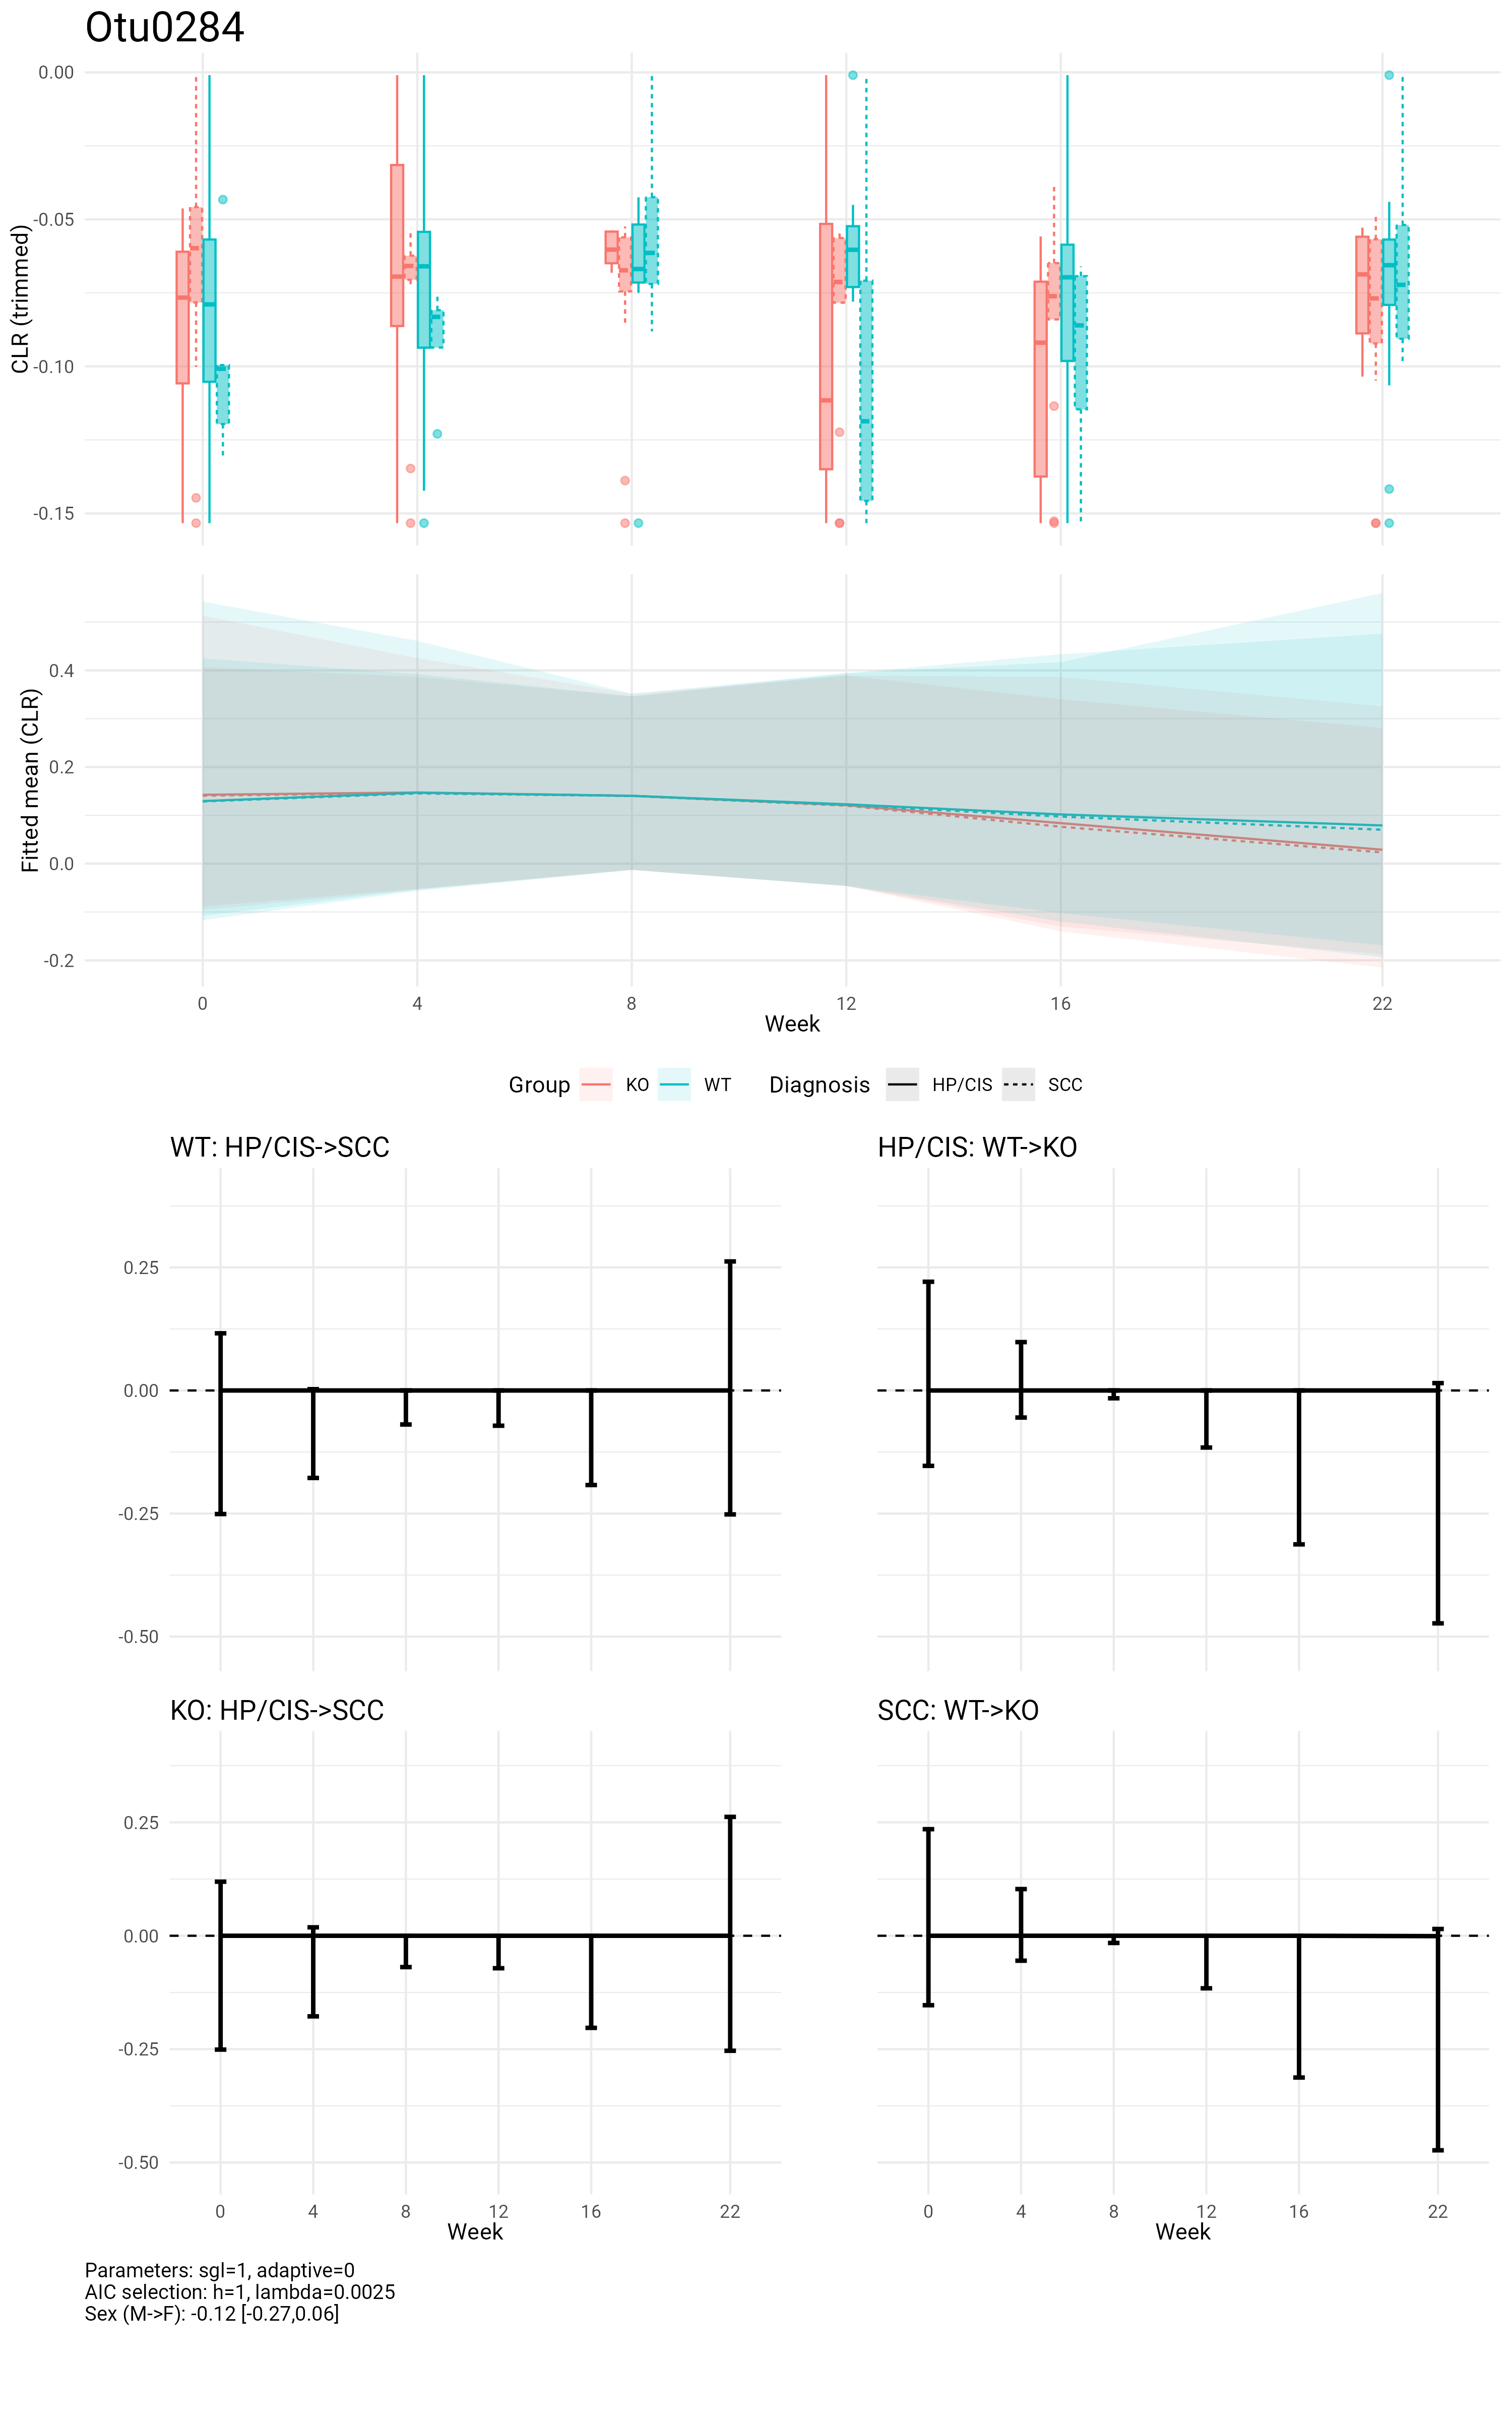 Otu0284
CLR (trimmed)
0.00
-0.05
-0.10
-0.15
Fitted mean (CLR)
0.4
0.2
0.0
-0.2
0 4 8 12 16 22
Week
Group KO WT Diagnosis HP/CIS SCC
WT: HP/CIS->SCC
0.25
0.00
-0.25
-0.50
HP/CIS: WT->KO
KO: HP/CIS->SCC
0.25
0.00
-0.25
-0.50
0 4 8 12 16 22
Week
SCC: WT->KO
0 4 8 12 16 22
Week
Parameters: sgl=1, adaptive=0
AIC selection: h=1, lambda=0.0025
Sex (M->F): -0.12 [-0.27,0.06]